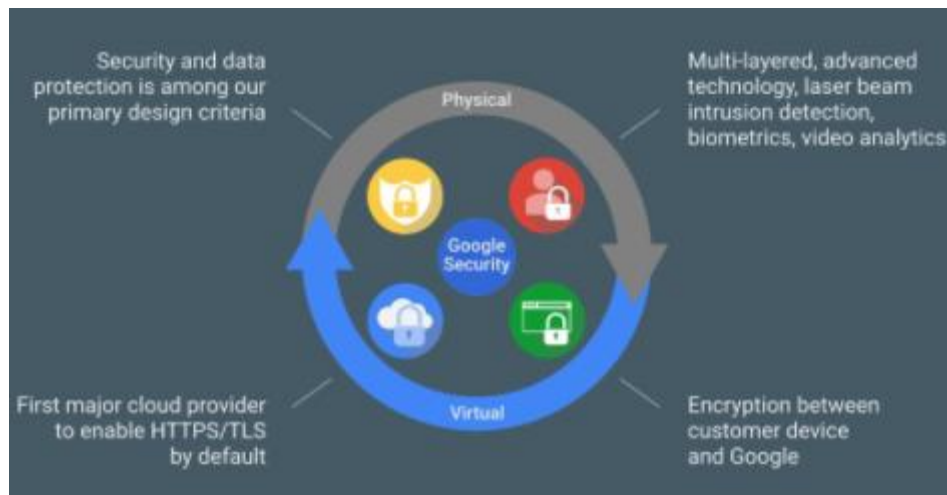 Security and data
protection is among our
primary design criteria
Physical
Multi-layered, advanced
technology, laser beam
intrusion detection,
biometrics, video analytics
Google
Security
First major cloud provider
to enable HTTPS/TLS
by default
Virtual
Encryption between
customer device
and Google